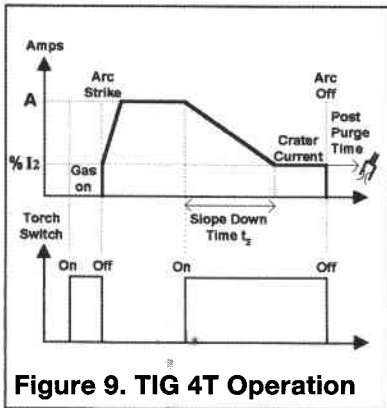 Amps
Arc
Strike
Arc
Off
A
Post
Purge
Time
Crater
Current
% I2
Gas
on
Slope Down
Time t2
Torch
Switch
On Off On Off
Figure 9. TIG 4T Operation